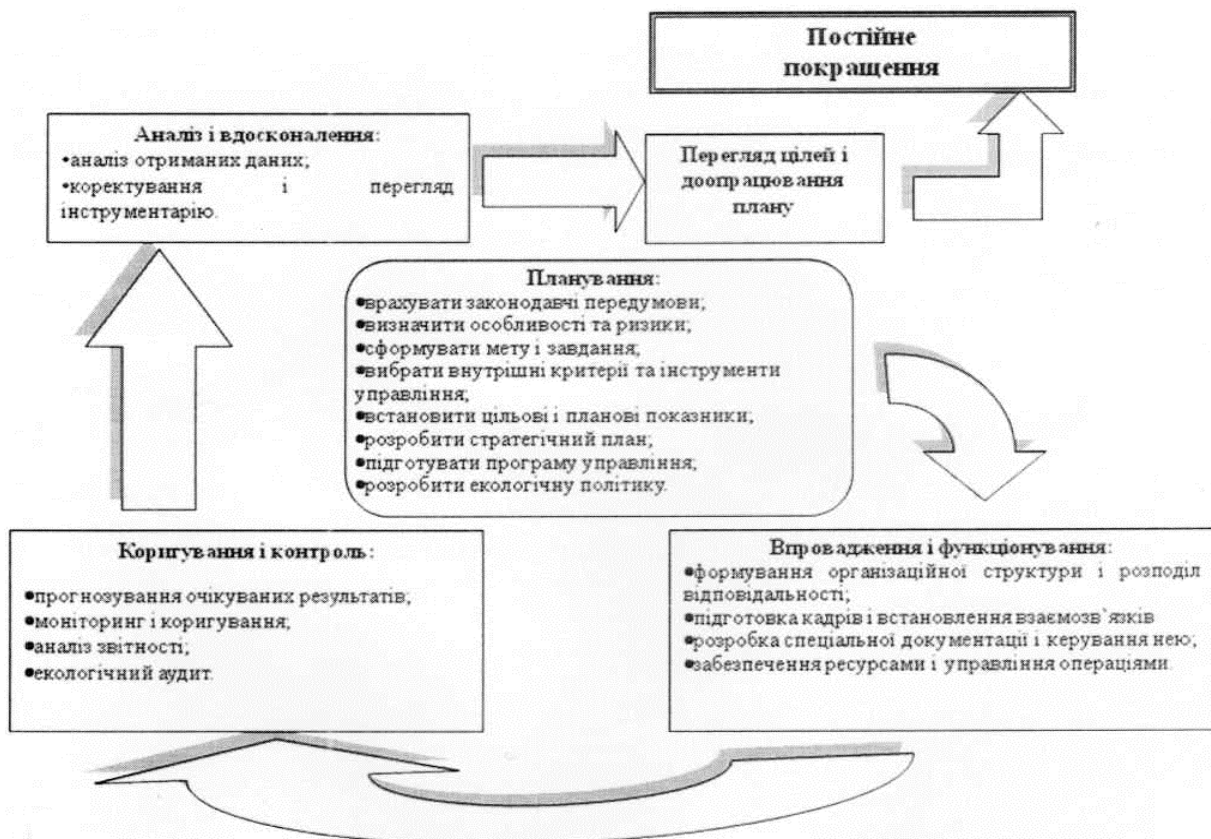 Постійне
покращення
Аналіз і вдосконалення:
•аналіз отриманих даних;
•коректування і перегляд
інструментарію.
Перегляд цілей і
доопрацювання
плану
Планування:
●врахувати законодавчі передумови;
●визначити особливості та ризики;
●сформувати мету і завдання;
●вибрати внутрішні критерії та інструменти
управління;
●встановити цільові і планові показники;
●розробити стратегічний план;
●підготувати програму управління;
●розробити екологічну політику.
Коригування і контроль:
●прогнозування очікуваних результатів;
●моніторинг і коригування;
●аналіз звітності;
●екологічний аудит.
Впровадження і функціонування:
●формування організаційної структури і розподіл
відповідальності;
●підготовка кадрів і встановлення взаємозв`язків
●розробка спеціальної документації і керування нею;
●забезпечення ресурсами і управління операціями.